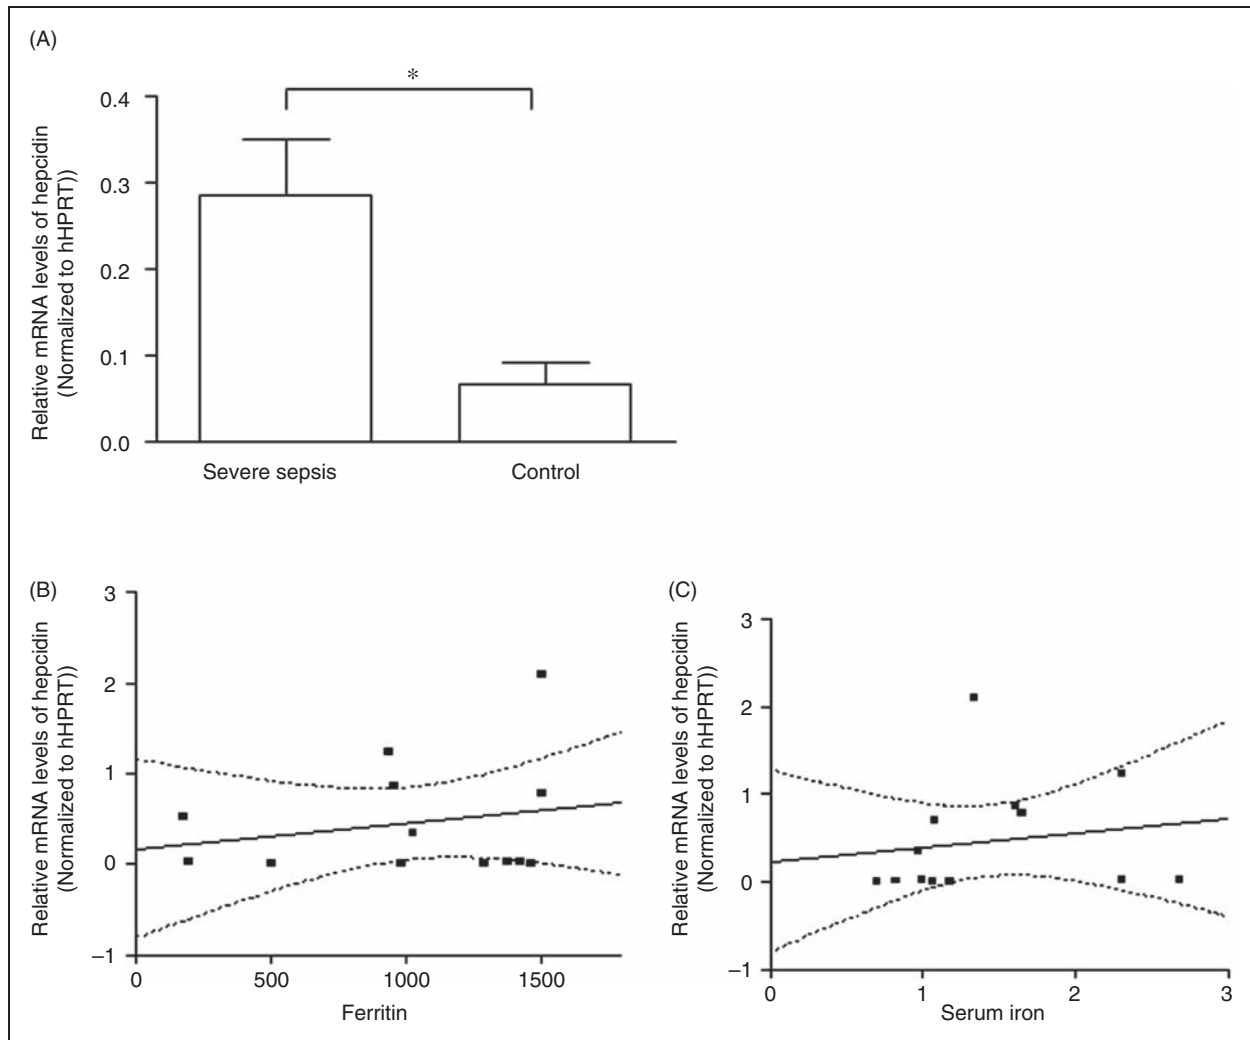 (A)
*
0.4
0.3
0.2
0.1
0.0
Relative mRNA levels of hepcidin
(Normalized to hHPRT))
Severe sepsis Control
(B)
3
2
1
0
–1
Relative mRNA levels of hepcidin
(Normalized to hHPRT))
0 500 1000 1500
Ferritin
(C)
3
2
1
0
–1
Relative mRNA levels of hepcidin
(Normalized to hHPRT))
0 1 2 3
Serum iron